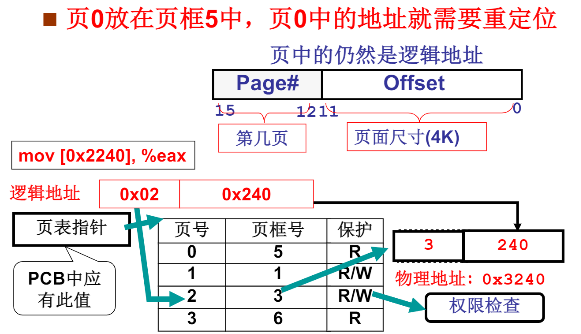 页0放在页框5中，页0中的地址就需要重定位
页中的仍然是逻辑地址
Page# Offset
15 12 11 0
第几页 页面尺寸(4K)
mov [0x2240], %eax
逻辑地址 0x02 0x240
页表指针
PCB中应
有此值
页号 页框号 保护
0 5 R
1 1 R/W
2 3 R/W
3 6 R
3 240
物理地址：0x3240
权限检查